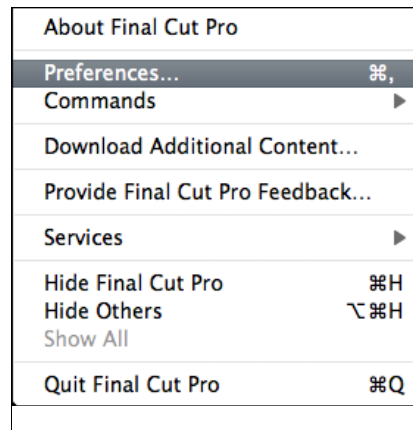 About Final Cut Pro
Preferences... ⌘,
Commands ▶
Download Additional Content...
Provide Final Cut Pro Feedback...
Services ▶
Hide Final Cut Pro ⌘H
Hide Others ⌥⌘H
Show All
Quit Final Cut Pro ⌘Q